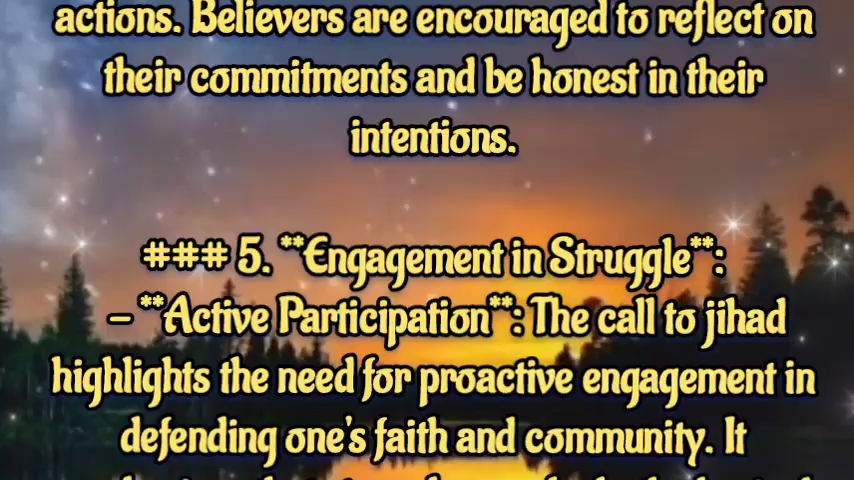 actions. Believers are encouraged to reflect on
their commitments and be honest in their
intentions.
### 5. **Engagement in Struggle**:
– **Active Participation**: The call to jihad
highlights the need for proactive engagement in
defending one's faith and community. It